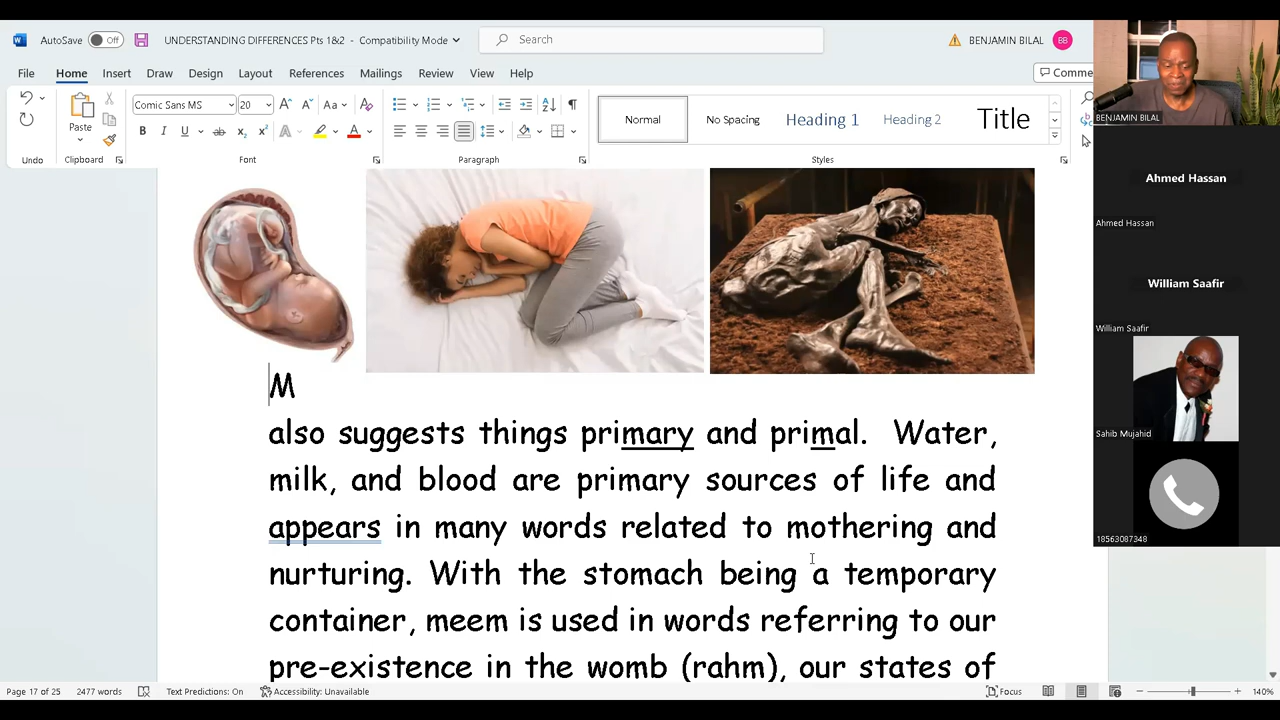 AutoSave Off UNDERSTANDING DIFFERENCES Pts 1&2 - Compatibility Mode Search BENJAMIN BILAL BB
File Home Insert Draw Design Layout References Mailings Review View Help Comme
Comic Sans MS 20 Normal No Spacing Heading 1 Heading 2 Title
Paste
Undo Clipboard Font Paragraph Styles
M
also suggests things primary and primal. Water,
milk, and blood are primary sources of life and
appears in many words related to mothering and
nurturing. With the stomach being a temporary
container, meem is used in words referring to our
pre-existence in the womb (rahm), our states of
Page 17 of 25 2477 words Text Predictions: On Accessibility: Unavailable Focus 140%
BENJAMIN BILAL
Ahmed Hassan
Ahmed Hassan
William Saafir
William Saafir
Sahib Mujahid
18563087348